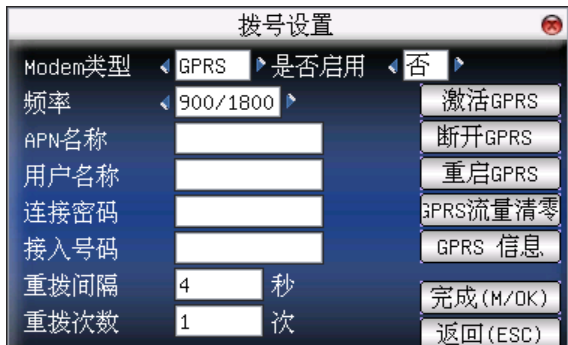 拨号设置
Modem类型 GPRS 是否启用 否
频率 900/1800 激活GPRS
APN名称 断开GPRS
用户名称 重启GPRS
连接密码 GPRS流量清零
接入号码 GPRS 信息
重拨间隔 4 秒 完成(M/OK)
重拨次数 1 次 返回(ESC)